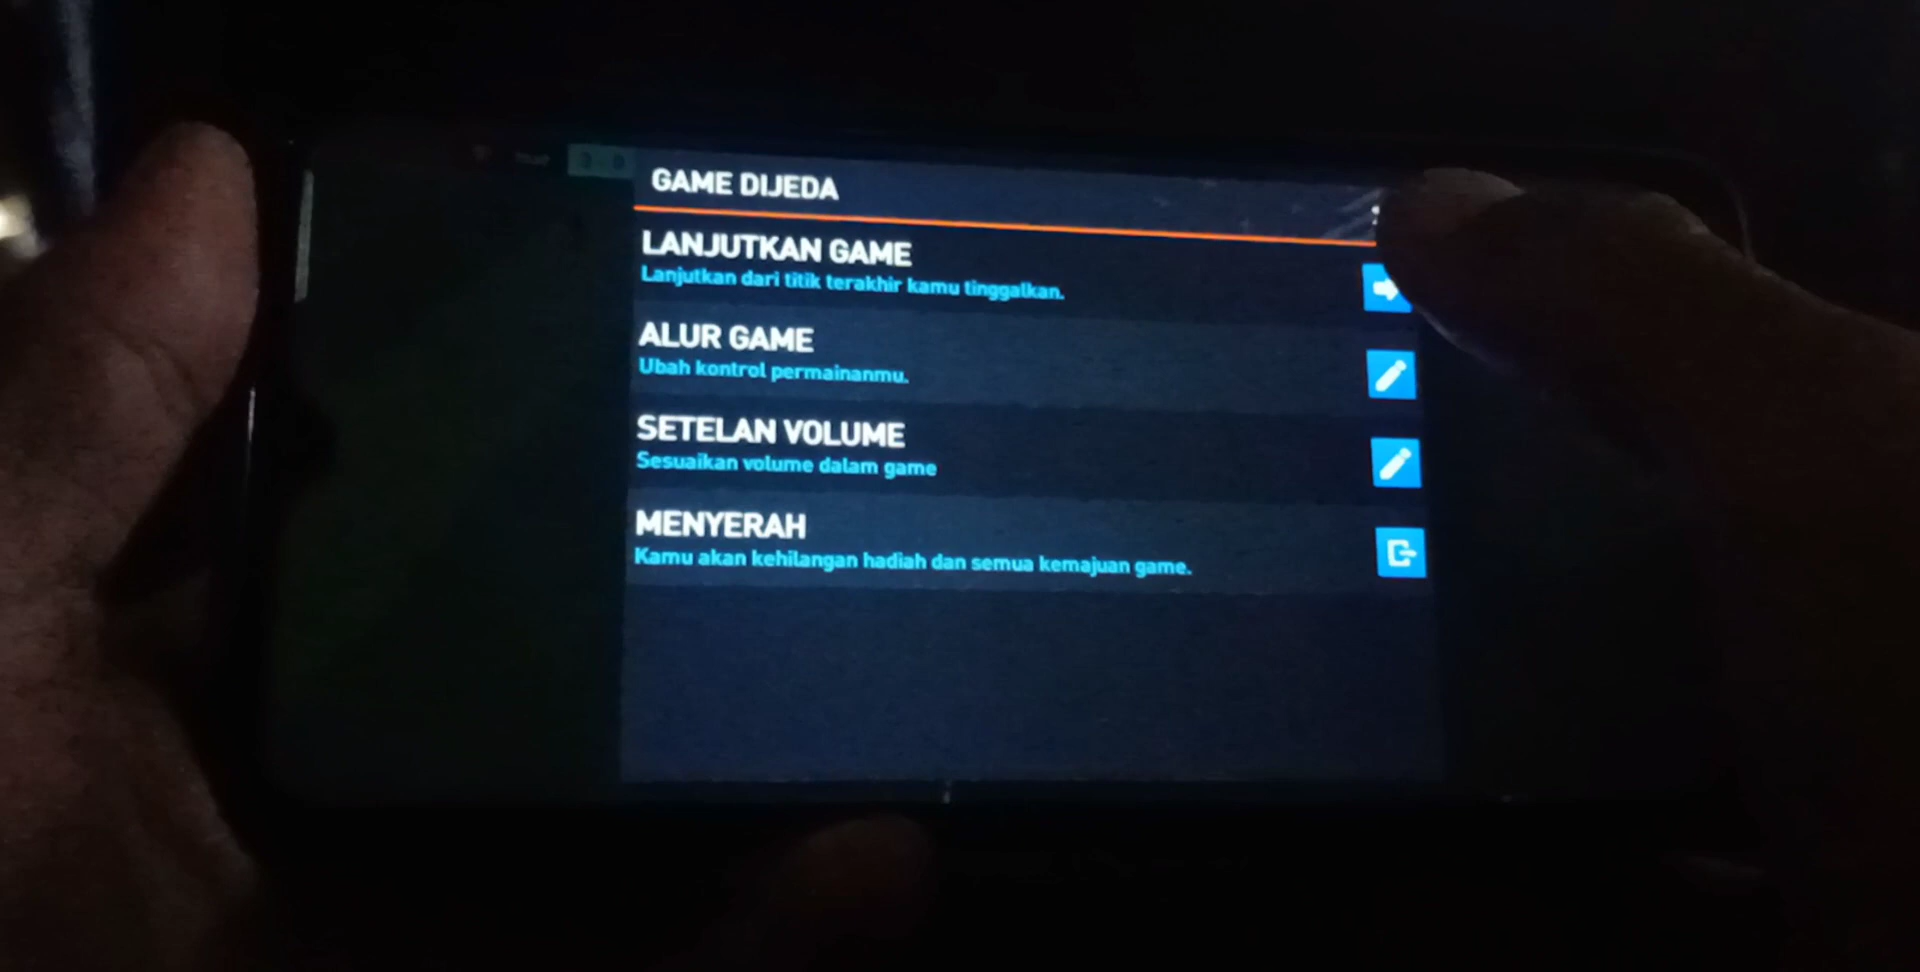 GAME DIJEDA
LANJUTKAN GAME
Lanjutkan dari titik terakhir kamu tinggalkan.
ALUR GAME
Ubah kontrol permainanmu.
SETELAN VOLUME
Sesuaikan volume dalam game
MENYERAH
Kamu akan kehilangan hadiah dan semua kemajuan game.